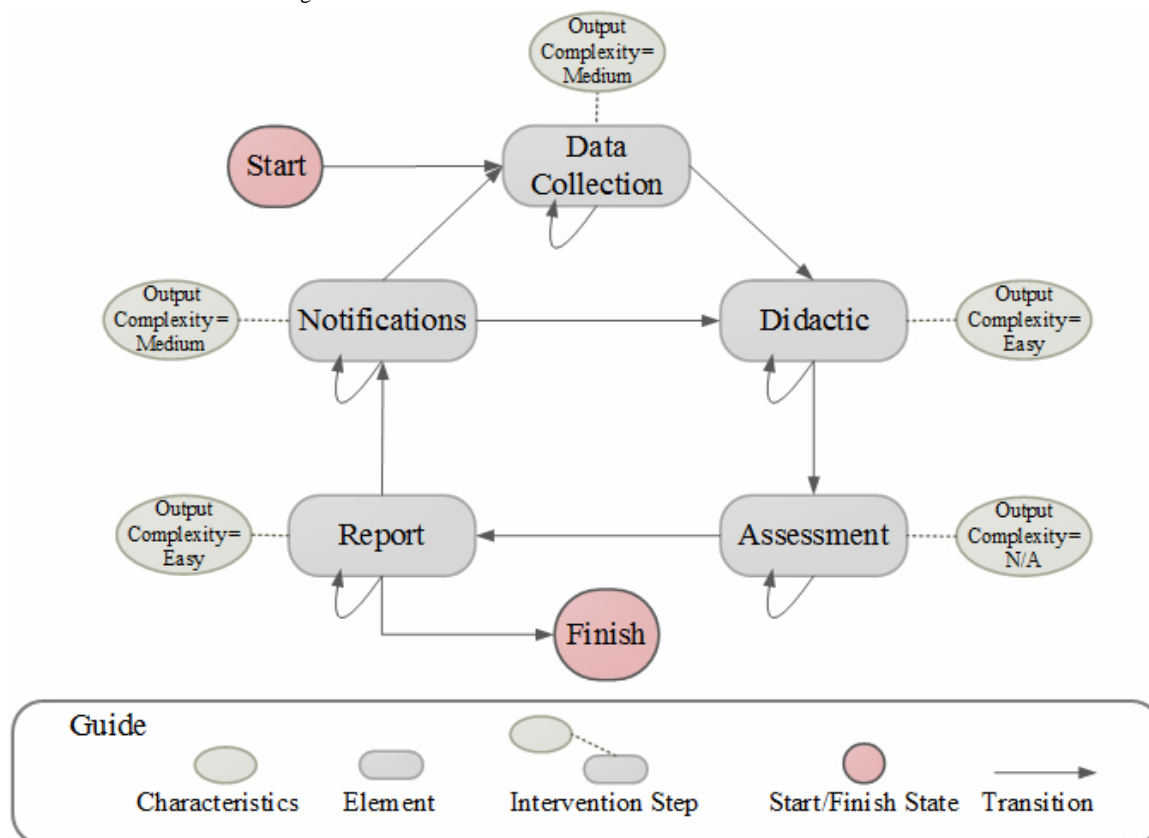 Output
Complexity=
Medium
Start
Data
Collection
Output
Complexity=
Medium
Notifications
Didactic
Output
Complexity=
Easy
Output
Complexity=
Easy
Report
Assessment
Output
Complexity=
N/A
Finish
Guide
Characteristics
Element
Intervention Step
Start/Finish State
Transition